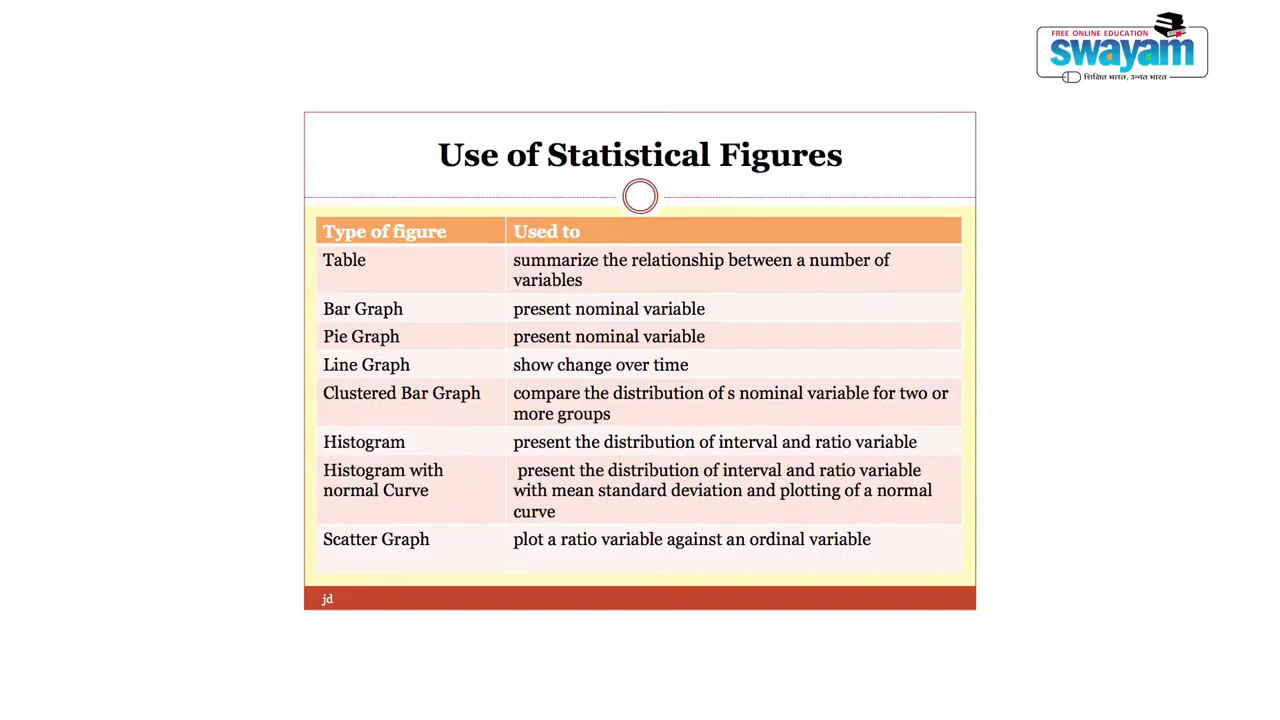 FREE ONLINE EDUCATION
swayam
शिक्षित भारत, उन्नत भारत
Use of Statistical Figures
Type of figure Used to
Table summarize the relationship between a number of
variables
Bar Graph present nominal variable
Pie Graph present nominal variable
Line Graph show change over time
Clustered Bar Graph compare the distribution of s nominal variable for two or
more groups
Histogram present the distribution of interval and ratio variable
Histogram with present the distribution of interval and ratio variable
normal Curve with mean standard deviation and plotting of a normal
curve
Scatter Graph plot a ratio variable against an ordinal variable
jd